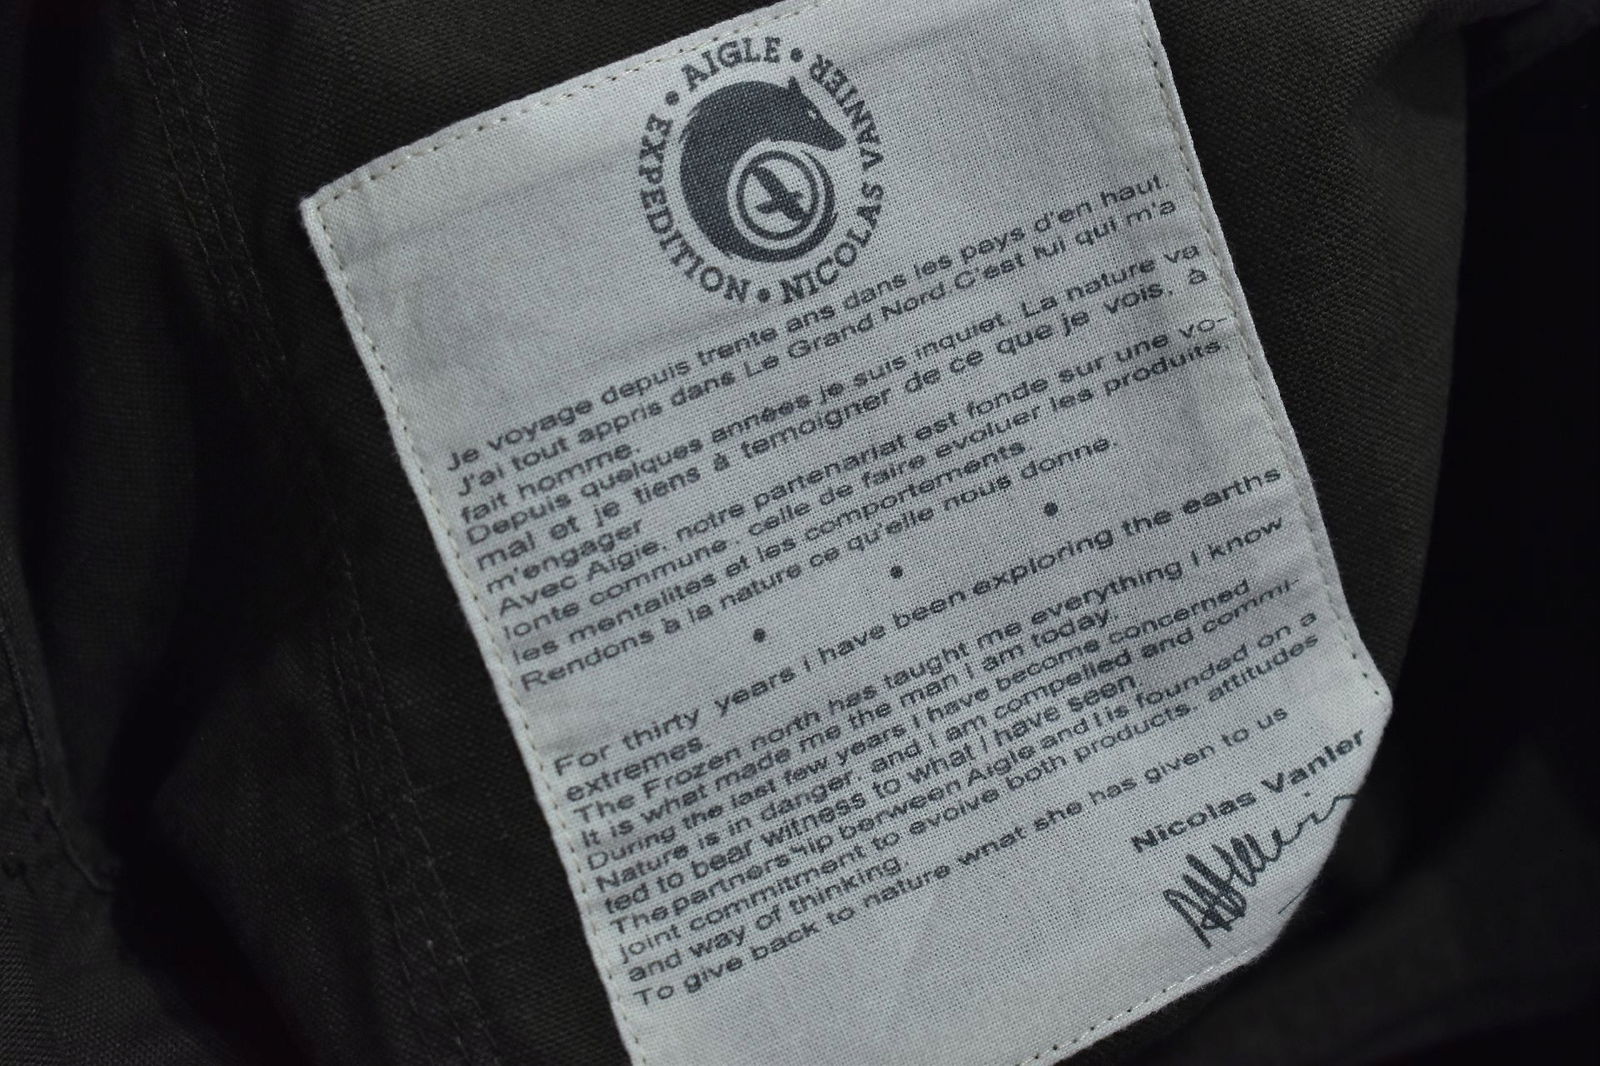 AIGLE • NICOLAS VANIER • EXPEDITION •
Je voyage depuis trente ans dans les pays d'en haut.
J'ai tout appris dans Le Grand Nord C'est lui qui m'a
fait homme.
Depuis quelques années je suis inquiet. La nature va
mal et je tiens à temoigner de ce que je vois, à
m'engager
Avec Aigle, notre partenariat est fonde sur une vo-
lonte commune, celle de faire evoluer les produits,
les mentalites et les comportements
Rendons à la nature ce qu'elle nous donne.
• • •
For thirty years I have been exploring the earths
extremes.
The Frozen north has taught me everything I know
It is what made me the man I am today.
During the last few years I have become concerned
Nature is in danger, and I am compelled and commi-
ted to bear witness to what I have seen
The partnership berween Aigle and I is founded on a
joint commitment to evolve both products, attitudes
and way of thinking.
To give back to nature what she has given to us
Nicolas Vanier